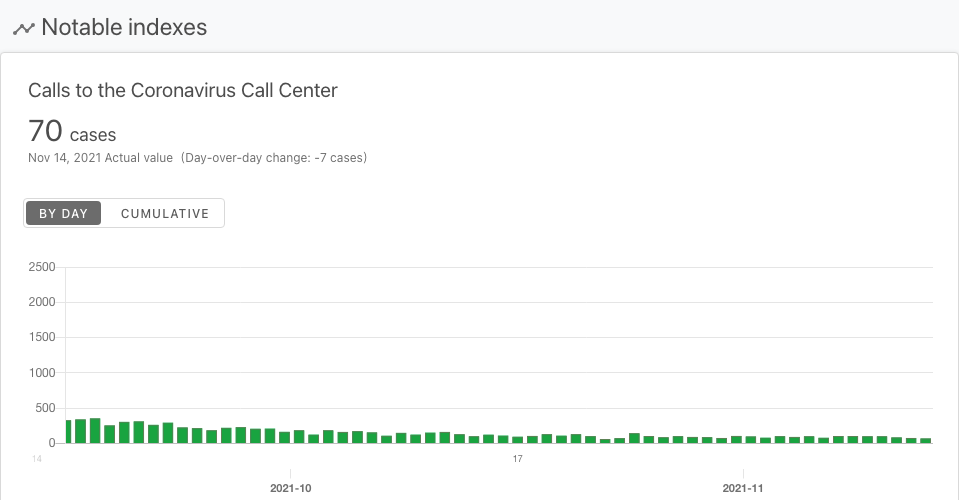 Notable indexes
Calls to the Coronavirus Call Center
70 cases
Nov 14, 2021 Actual value (Day-over-day change: -7 cases)
BY DAY CUMULATIVE
2500
2000
1500
1000
500
0
14 17
2021-10 2021-11